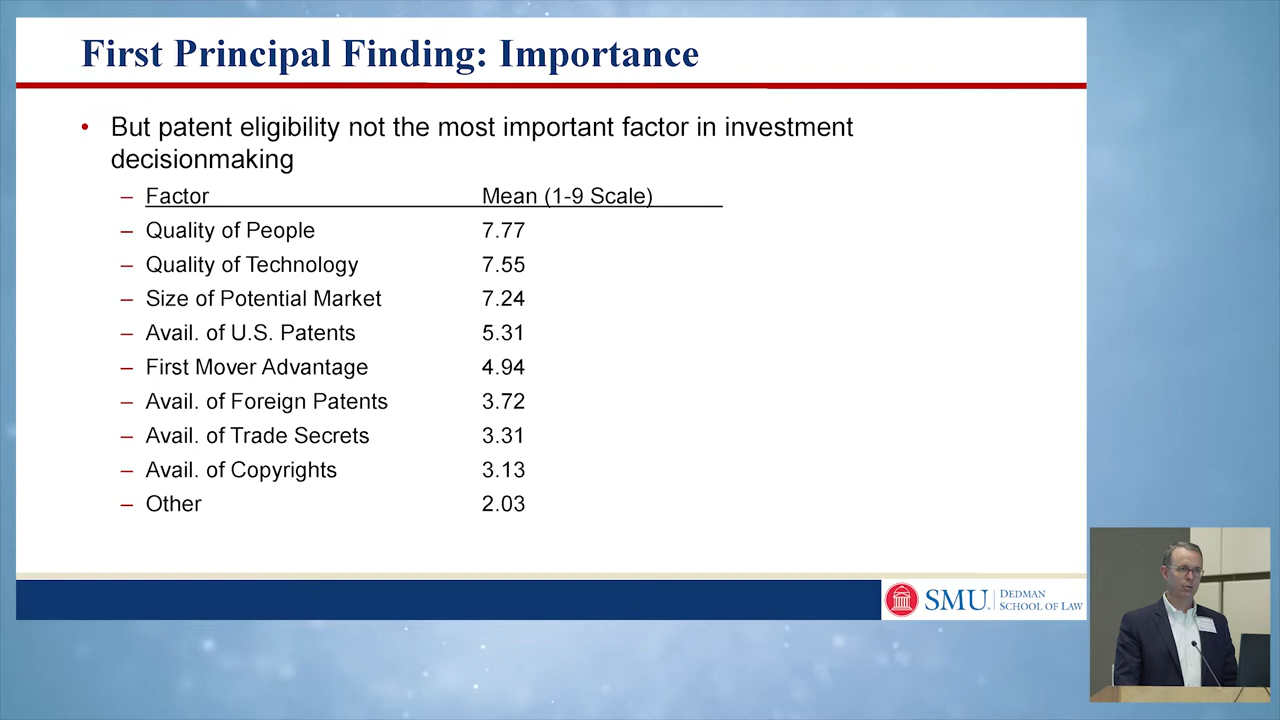 First Principal Finding: Importance
• But patent eligibility not the most important factor in investment
decisionmaking
– Factor Mean (1-9 Scale)
– Quality of People 7.77
– Quality of Technology 7.55
– Size of Potential Market 7.24
– Avail. of U.S. Patents 5.31
– First Mover Advantage 4.94
– Avail. of Foreign Patents 3.72
– Avail. of Trade Secrets 3.31
– Avail. of Copyrights 3.13
– Other 2.03
SMU. DEDMAN
SCHOOL OF LAW